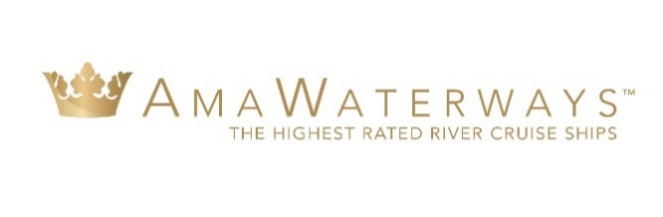 AMAWATERWAYS™
THE HIGHEST RATED RIVER CRUISE SHIPS